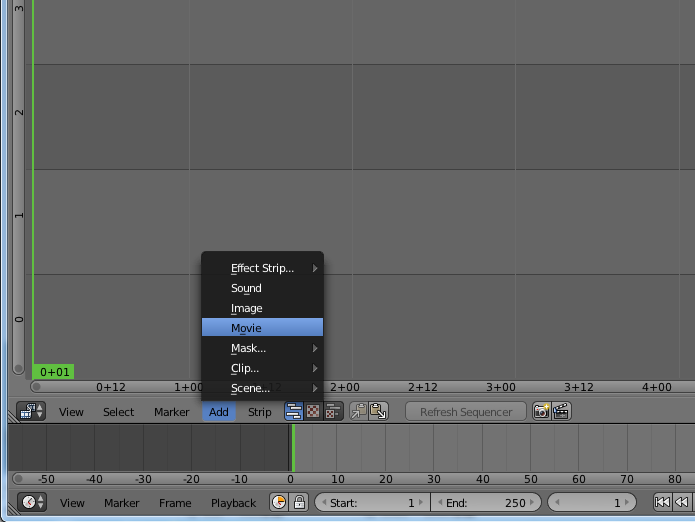 3
2
1
0
Effect Strip...
Sound
Image
Movie
Mask...
Clip...
Scene...
0+01
0+12 1+00 2+00 2+12 3+00 3+12 4+00
View Select Marker Add Strip Refresh Sequencer
-50 -40 -30 -20 -10 0 10 20 30 40 50 60 70 80
View Marker Frame Playback Start: 1 End: 250 1